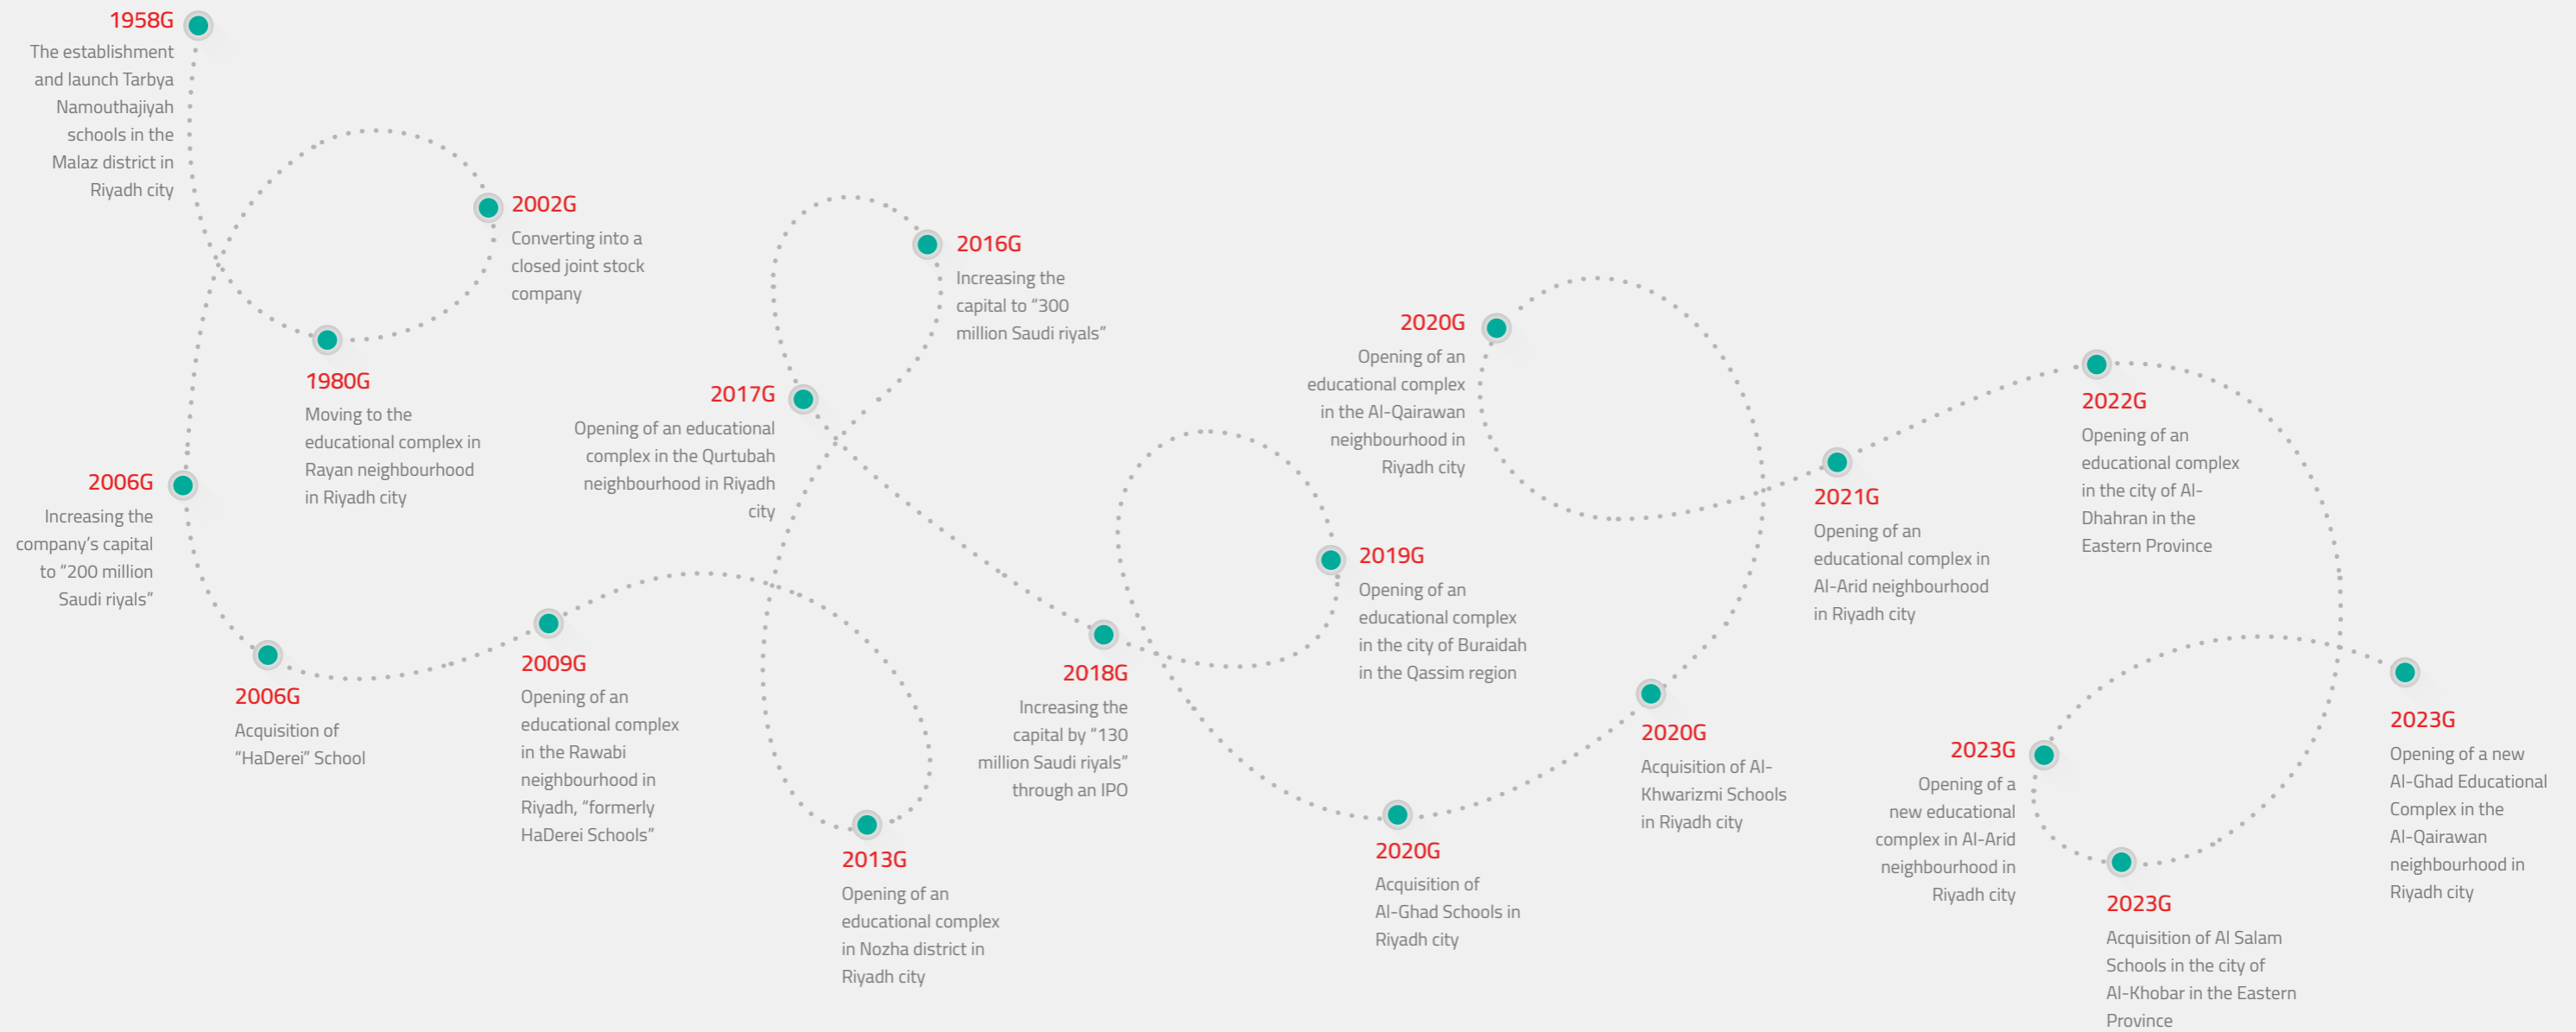 1958G
The establishment
and launch Tarbya
Namouthajiyah
schools in the
Malaz district in
Riyadh city
1980G
Moving to the
educational complex in
Rayan neighbourhood
in Riyadh city
2002G
Converting into a
closed joint stock
company
2006G
Increasing the
company’s capital
to “200 million
Saudi riyals”
2006G
Acquisition of
“HaDerei” School
2009G
Opening of an
educational complex
in the Rawabi
neighbourhood in
Riyadh, “formerly
HaDerei Schools”
2013G
Opening of an
educational complex
in Nozha district in
Riyadh city
2016G
Increasing the
capital to “300
million Saudi riyals”
2017G
Opening of an educational
complex in the Qurtubah
neighbourhood in Riyadh
city
2018G
Increasing the
capital by “130
million Saudi riyals”
through an IPO
2019G
Opening of an
educational complex
in the city of Buraidah
in the Qassim region
2020G
Acquisition of
Al-Ghad Schools in
Riyadh city
2020G
Acquisition of Al-
Khwarizmi Schools
in Riyadh city
2020G
Opening of an
educational complex
in the Al-Qairawan
neighbourhood in
Riyadh city
2021G
Opening of an
educational complex in
Al-Arid neighbourhood
in Riyadh city
2022G
Opening of an
educational complex
in the city of Al-
Dhahran in the
Eastern Province
2023G
Acquisition of Al Salam
Schools in the city of
Al-Khobar in the Eastern
Province
2023G
Opening of a
new educational
complex in Al-Arid
neighbourhood in
Riyadh city
2023G
Opening of a new
Al-Ghad Educational
Complex in the
Al-Qairawan
neighbourhood in
Riyadh city